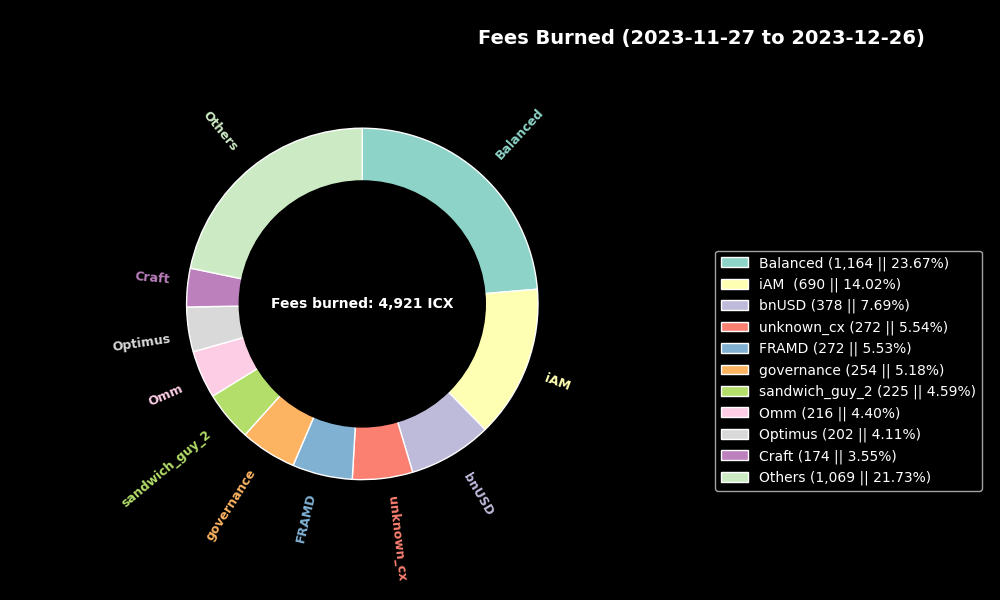 Fees Burned (2023-11-27 to 2023-12-26)
Others
Balanced
Craft
Fees burned: 4,921 ICX
Optimus
iAM
Omm
sandwich_guy_2
governance
FRAMD
unknown_cx
bnUSD
Balanced (1,164 || 23.67%)
iAM  (690 || 14.02%)
bnUSD (378 || 7.69%)
unknown_cx (272 || 5.54%)
FRAMD (272 || 5.53%)
governance (254 || 5.18%)
sandwich_guy_2 (225 || 4.59%)
Omm (216 || 4.40%)
Optimus (202 || 4.11%)
Craft (174 || 3.55%)
Others (1,069 || 21.73%)